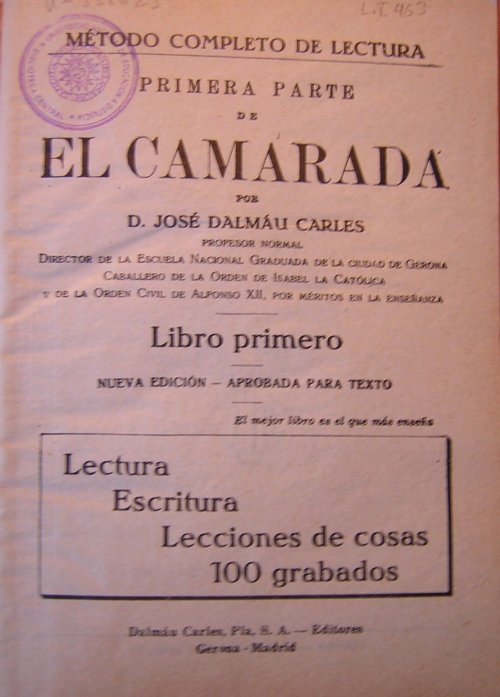 L.T. 463
MÉTODO COMPLETO DE LECTURA
PRIMERA PARTE
DE
EL CAMARADA
POR
D. JOSÉ DALMÁU CARLES
PROFESOR NORMAL
DIRECTOR DE LA ESCUELA NACIONAL GRADUADA DE LA CIUDAD DE GERONA
CABALLERO DE LA ORDEN DE ISABEL LA CATÓLICA
Y DE LA ORDEN CIVIL DE ALFONSO XII, POR MÉRITOS EN LA ENSEÑANZA
Libro primero
NUEVA EDICIÓN – APROBADA PARA TEXTO
El mejor libro es el que más enseña
Lectura
Escritura
Lecciones de cosas
100 grabados
Dalmáu Carles, Pla, S. A. — Editores
Gerona - Madrid
BIBLIOTECA CENTRAL